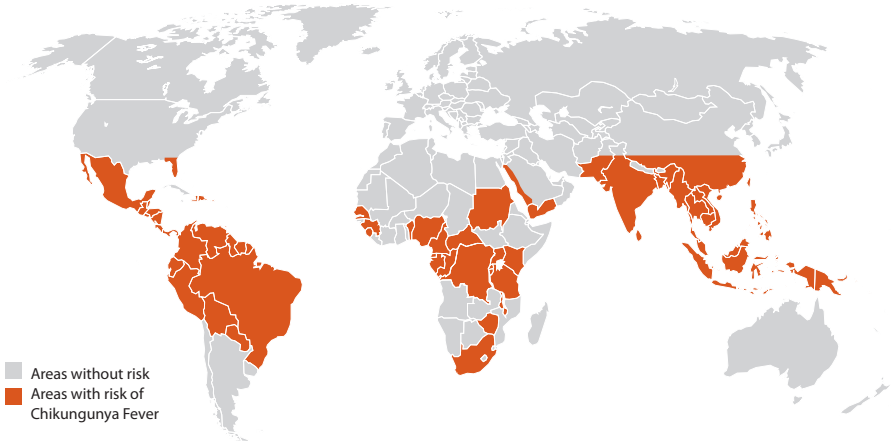 Areas without risk
Areas with risk of
Chikungunya Fever